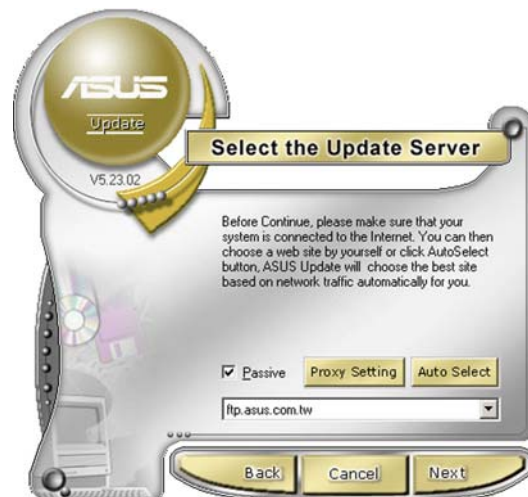 ASUS
Update
V5.23.02
Select the Update Server
Before Continue, please make sure that your
system is connected to the Internet. You can then
choose a web site by yourself or click AutoSelect
button, ASUS Update will choose the best site
based on network traffic automatically for you.
Passive
Proxy Setting
Auto Select
ftp.asus.com.tw
Back
Cancel
Next